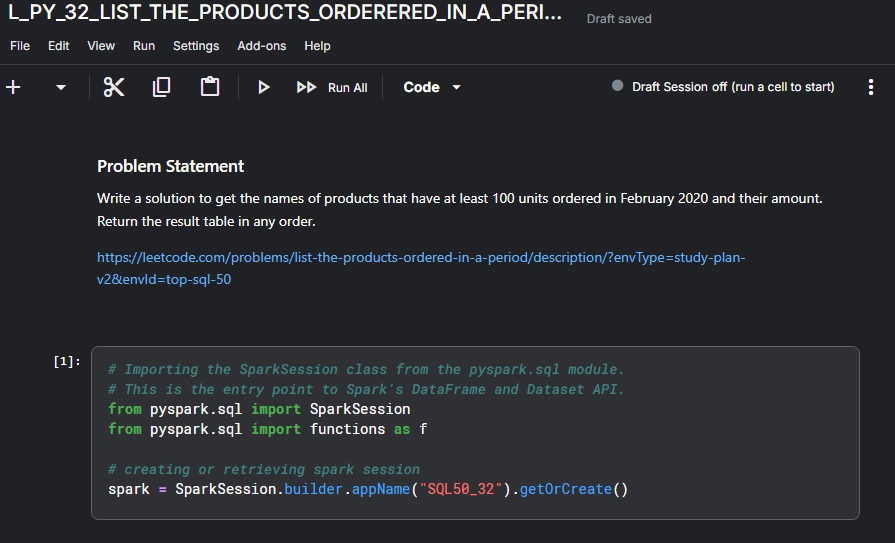 L_PY_32_LIST_THE_PRODUCTS_ORDERERED_IN_A_PERI... Draft saved
File Edit View Run Settings Add-ons Help
+ Run All Code Draft Session off (run a cell to start)
Problem Statement
Write a solution to get the names of products that have at least 100 units ordered in February 2020 and their amount.
Return the result table in any order.
https://leetcode.com/problems/list-the-products-ordered-in-a-period/description/?envType=study-plan-
v2&envId=top-sql-50
[1]:
# Importing the SparkSession class from the pyspark.sql module.
# This is the entry point to Spark's DataFrame and Dataset API.
from pyspark.sql import SparkSession
from pyspark.sql import functions as f
# creating or retrieving spark session
spark = SparkSession.builder.appName("SQL50_32").getOrCreate()